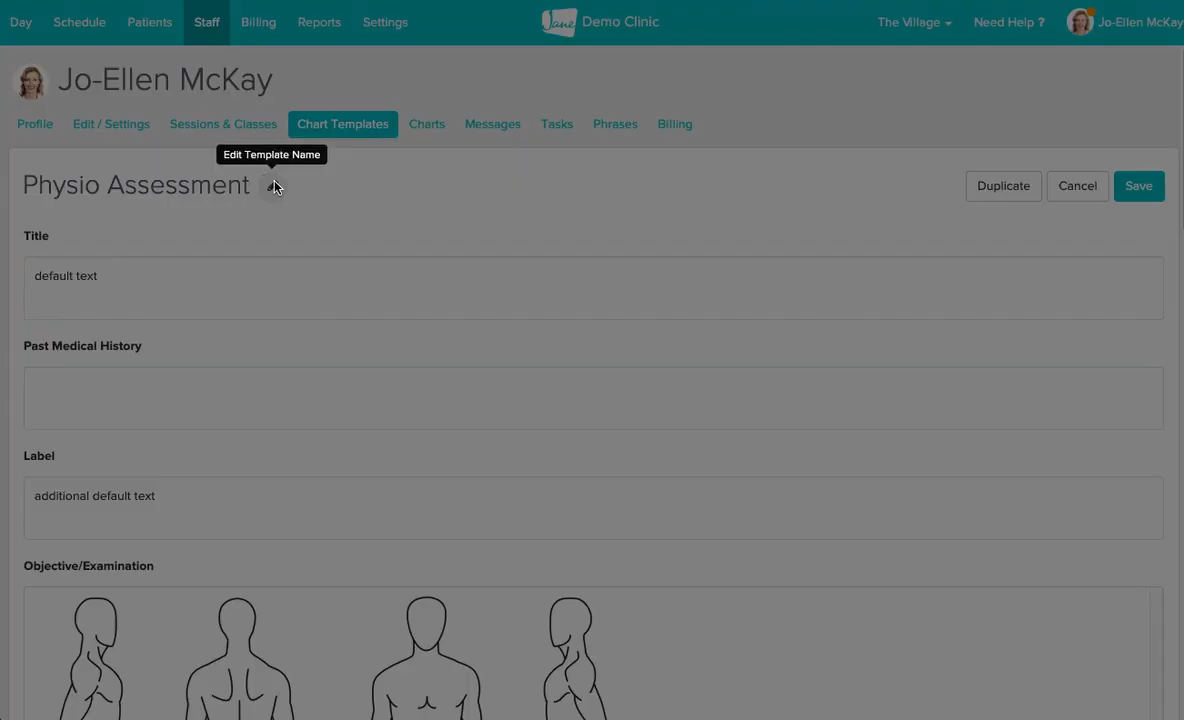 Day Schedule Patients Staff Billing Reports Settings Jane Demo Clinic The Village Need Help ? Jo-Ellen McKay
Jo-Ellen McKay
Profile Edit / Settings Sessions & Classes Chart Templates Charts Messages Tasks Phrases Billing
Edit Template Name
Physio Assessment Duplicate Cancel Save
Title
default text
Past Medical History
Label
additional default text
Objective/Examination